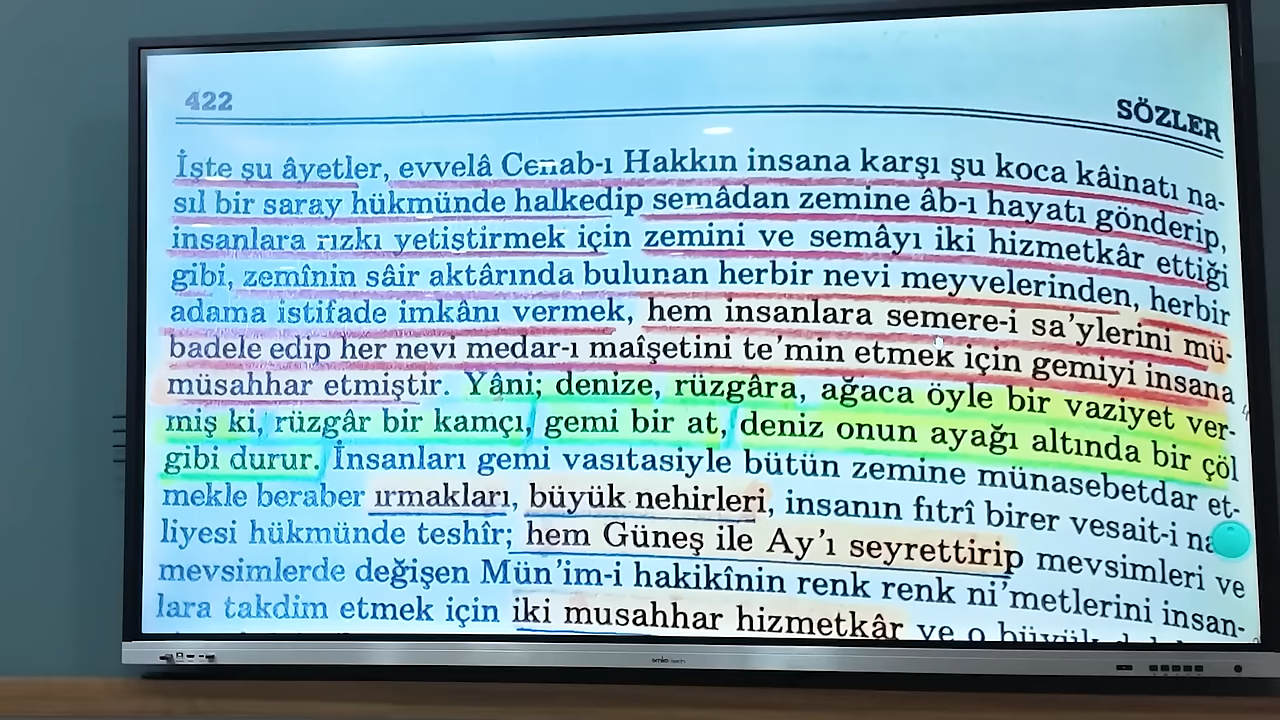 422
SÖZLER
İşte şu âyetler, evvelâ Cenab-ı Hakkın insana karşı şu koca kâinatı na-
sıl bir saray hükmünde halkedip semâdan zemine âb-ı hayatı gönderip,
insanlara rızkı yetiştirmek için zemini ve semâyı iki hizmetkâr ettiği
gibi, zemînin sâir aktârında bulunan herbir nevi meyvelerinden, herbir
adama istifade imkânı vermek, hem insanlara semere-i sa'ylerini mü-
badele edip her nevi medar-ı maîşetini te'min etmek için gemiyi insana
müsahhar etmiştir. Yâni; denize, rüzgâra, ağaca öyle bir vaziyet ver-
miş ki, rüzgâr bir kamçı, gemi bir at, deniz onun ayağı altında bir çöl
gibi durur. İnsanları gemi vasıtasiyle bütün zemine münasebetdar et-
mekle beraber ırmakları, büyük nehirleri, insanın fıtrî birer vesait-i
liyesi hükmünde teshîr; hem Güneş ile Ay'ı seyrettirip mevsimleri ve
mevsimlerde değişen Mün'im-i hakikînin renk renk ni'metlerini insan-
lara takdim etmek için iki musahhar hizmetkâr ve o büyük